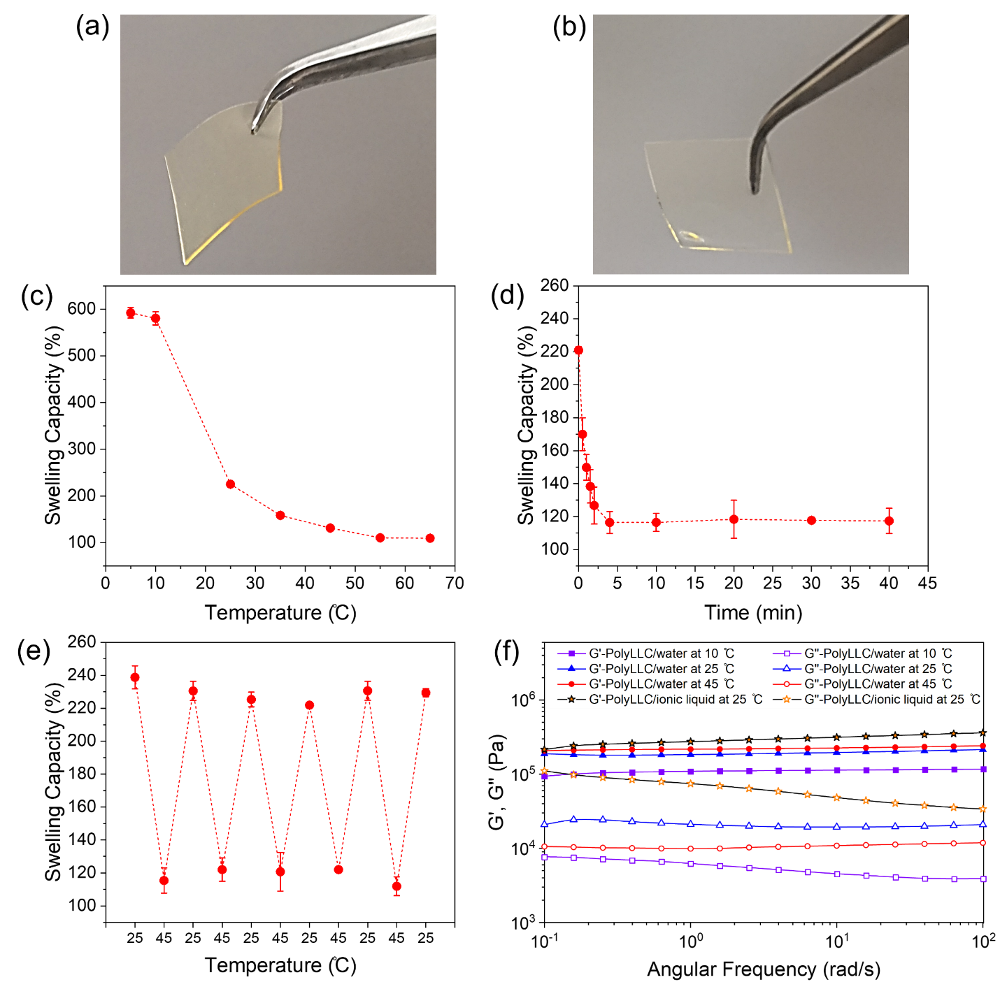 (a)
(b)
(c)
600
500
400
300
200
100
Swelling Capacity (%)
0 10 20 30 40 50 60 70
Temperature (℃)
(d)
260
240
220
200
180
160
140
120
100
Swelling Capacity (%)
0 5 10 15 20 25 30 35 40 45
Time (min)
(e)
260
240
220
200
180
160
140
120
100
Swelling Capacity (%)
25 45 25 45 25 45 25 45 25 45 25
Temperature (℃)
(f)
G'-PolyLLC/water at 10 ℃
G'-PolyLLC/water at 25 ℃
G'-PolyLLC/water at 45 ℃
G'-PolyLLC/ionic liquid at 25 ℃
G"-PolyLLC/water at 10 ℃
G"-PolyLLC/water at 25 ℃
G"-PolyLLC/water at 45 ℃
G"-PolyLLC/ionic liquid at 25 ℃
10⁶
10⁵
10⁴
10³
G', G" (Pa)
10⁻¹ 10⁰ 10¹ 10²
Angular Frequency (rad/s)